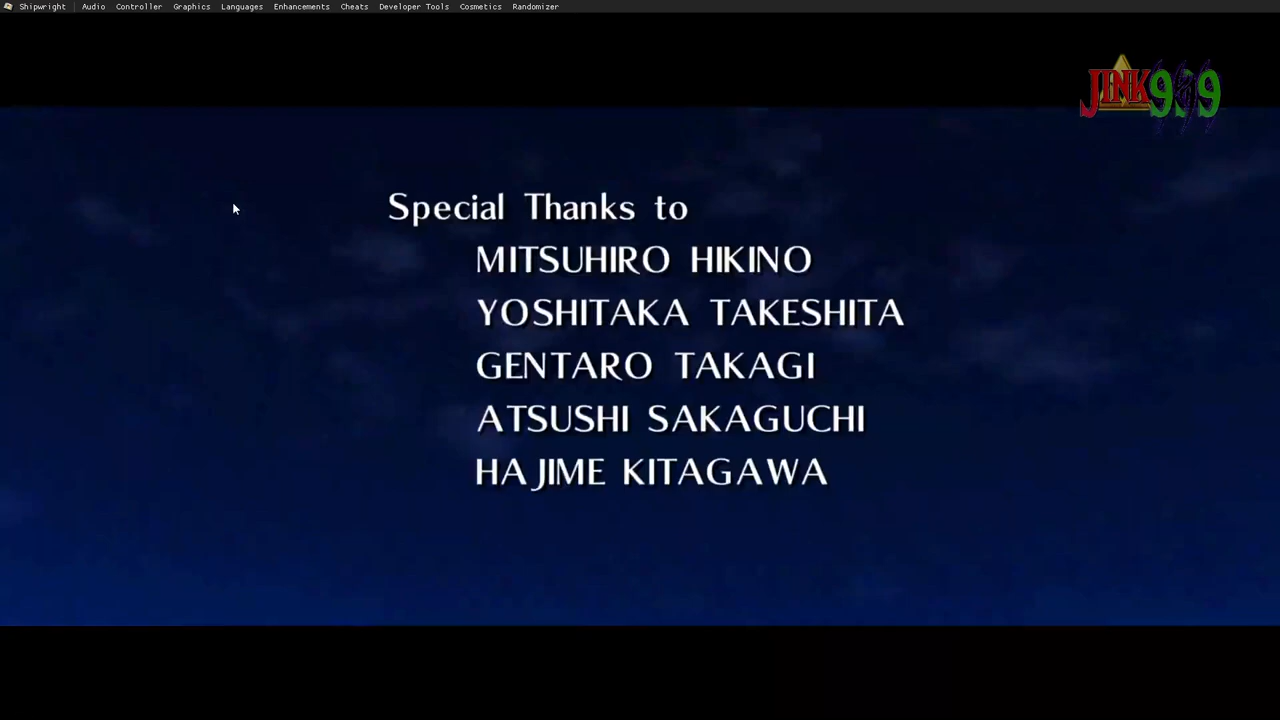 Shipwright Audio Controller Graphics Languages Enhancements Cheats Developer Tools Cosmetics Randomizer
JINK999
Special Thanks to
MITSUHIRO HIKINO
YOSHITAKA TAKESHITA
GENTARO TAKAGI
ATSUSHI SAKAGUCHI
HAJIME KITAGAWA